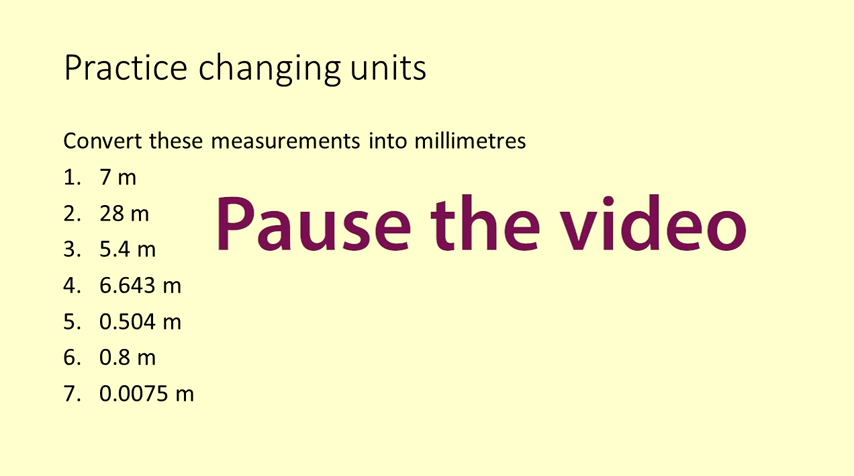 Practice changing units
Convert these measurements into millimetres
1. 7 m
2. 28 m
Pause the video
3. 5.4 m
4. 6.643 m
5. 0.504 m
6. 0.8 m
7. 0.0075 m